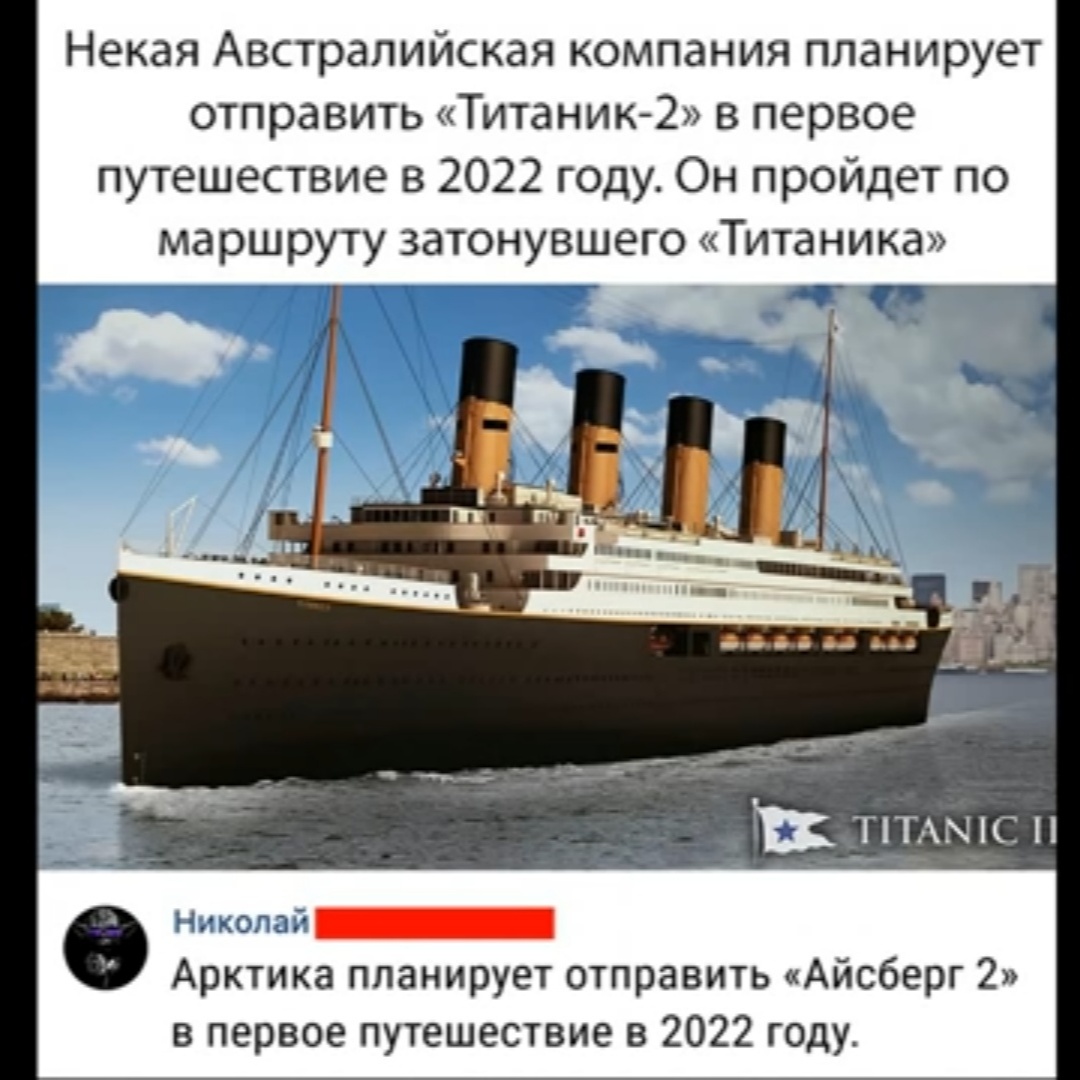 Некая Австралийская компания планирует
отправить «Титаник-2» в первое
путешествие в 2022 году. Он пройдет по
маршруту затонувшего «Титаника»
TITANIC II
Николай
Арктика планирует отправить «Айсберг 2»
в первое путешествие в 2022 году.